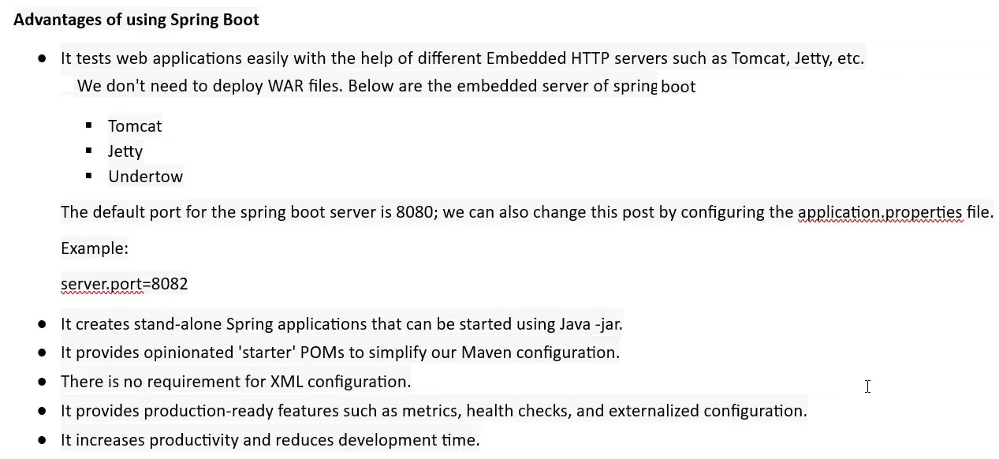 Advantages of using Spring Boot
● It tests web applications easily with the help of different Embedded HTTP servers such as Tomcat, Jetty, etc.
We don't need to deploy WAR files. Below are the embedded server of spring boot
▪ Tomcat
▪ Jetty
▪ Undertow
The default port for the spring boot server is 8080; we can also change this post by configuring the application.properties file.
Example:
server.port=8082
● It creates stand-alone Spring applications that can be started using Java -jar.
● It provides opinionated 'starter' POMs to simplify our Maven configuration.
● There is no requirement for XML configuration.
● It provides production-ready features such as metrics, health checks, and externalized configuration.
● It increases productivity and reduces development time.